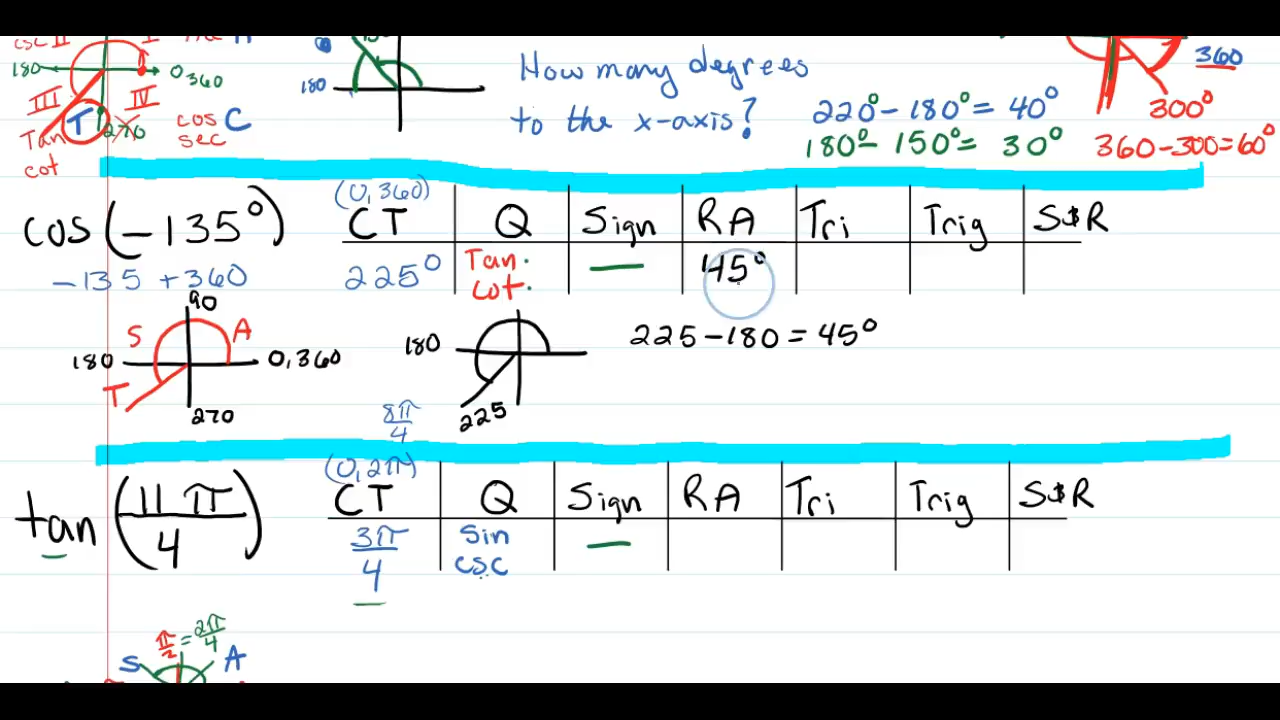 csc II I
180 0,360
III IV
T 270
Tan cos C
cot sec
180
How many degrees
to the x-axis?
220° - 180° = 40°
180° - 150° = 30°
360
300°
360-300=60°
cos(-135°)
-135 +360
(0,360)
CT Q Sign RA Tri Trig S&R
225° Tan. — 45°
cot.
225-180 = 45°
90
S A
180 0,360
T
270
180
225
8π/4
tan(11π/4)
(0,2π)
CT Q Sign RA Tri Trig S&R
3π/4 Sin —
csc
π/2 = 2π/4
S A